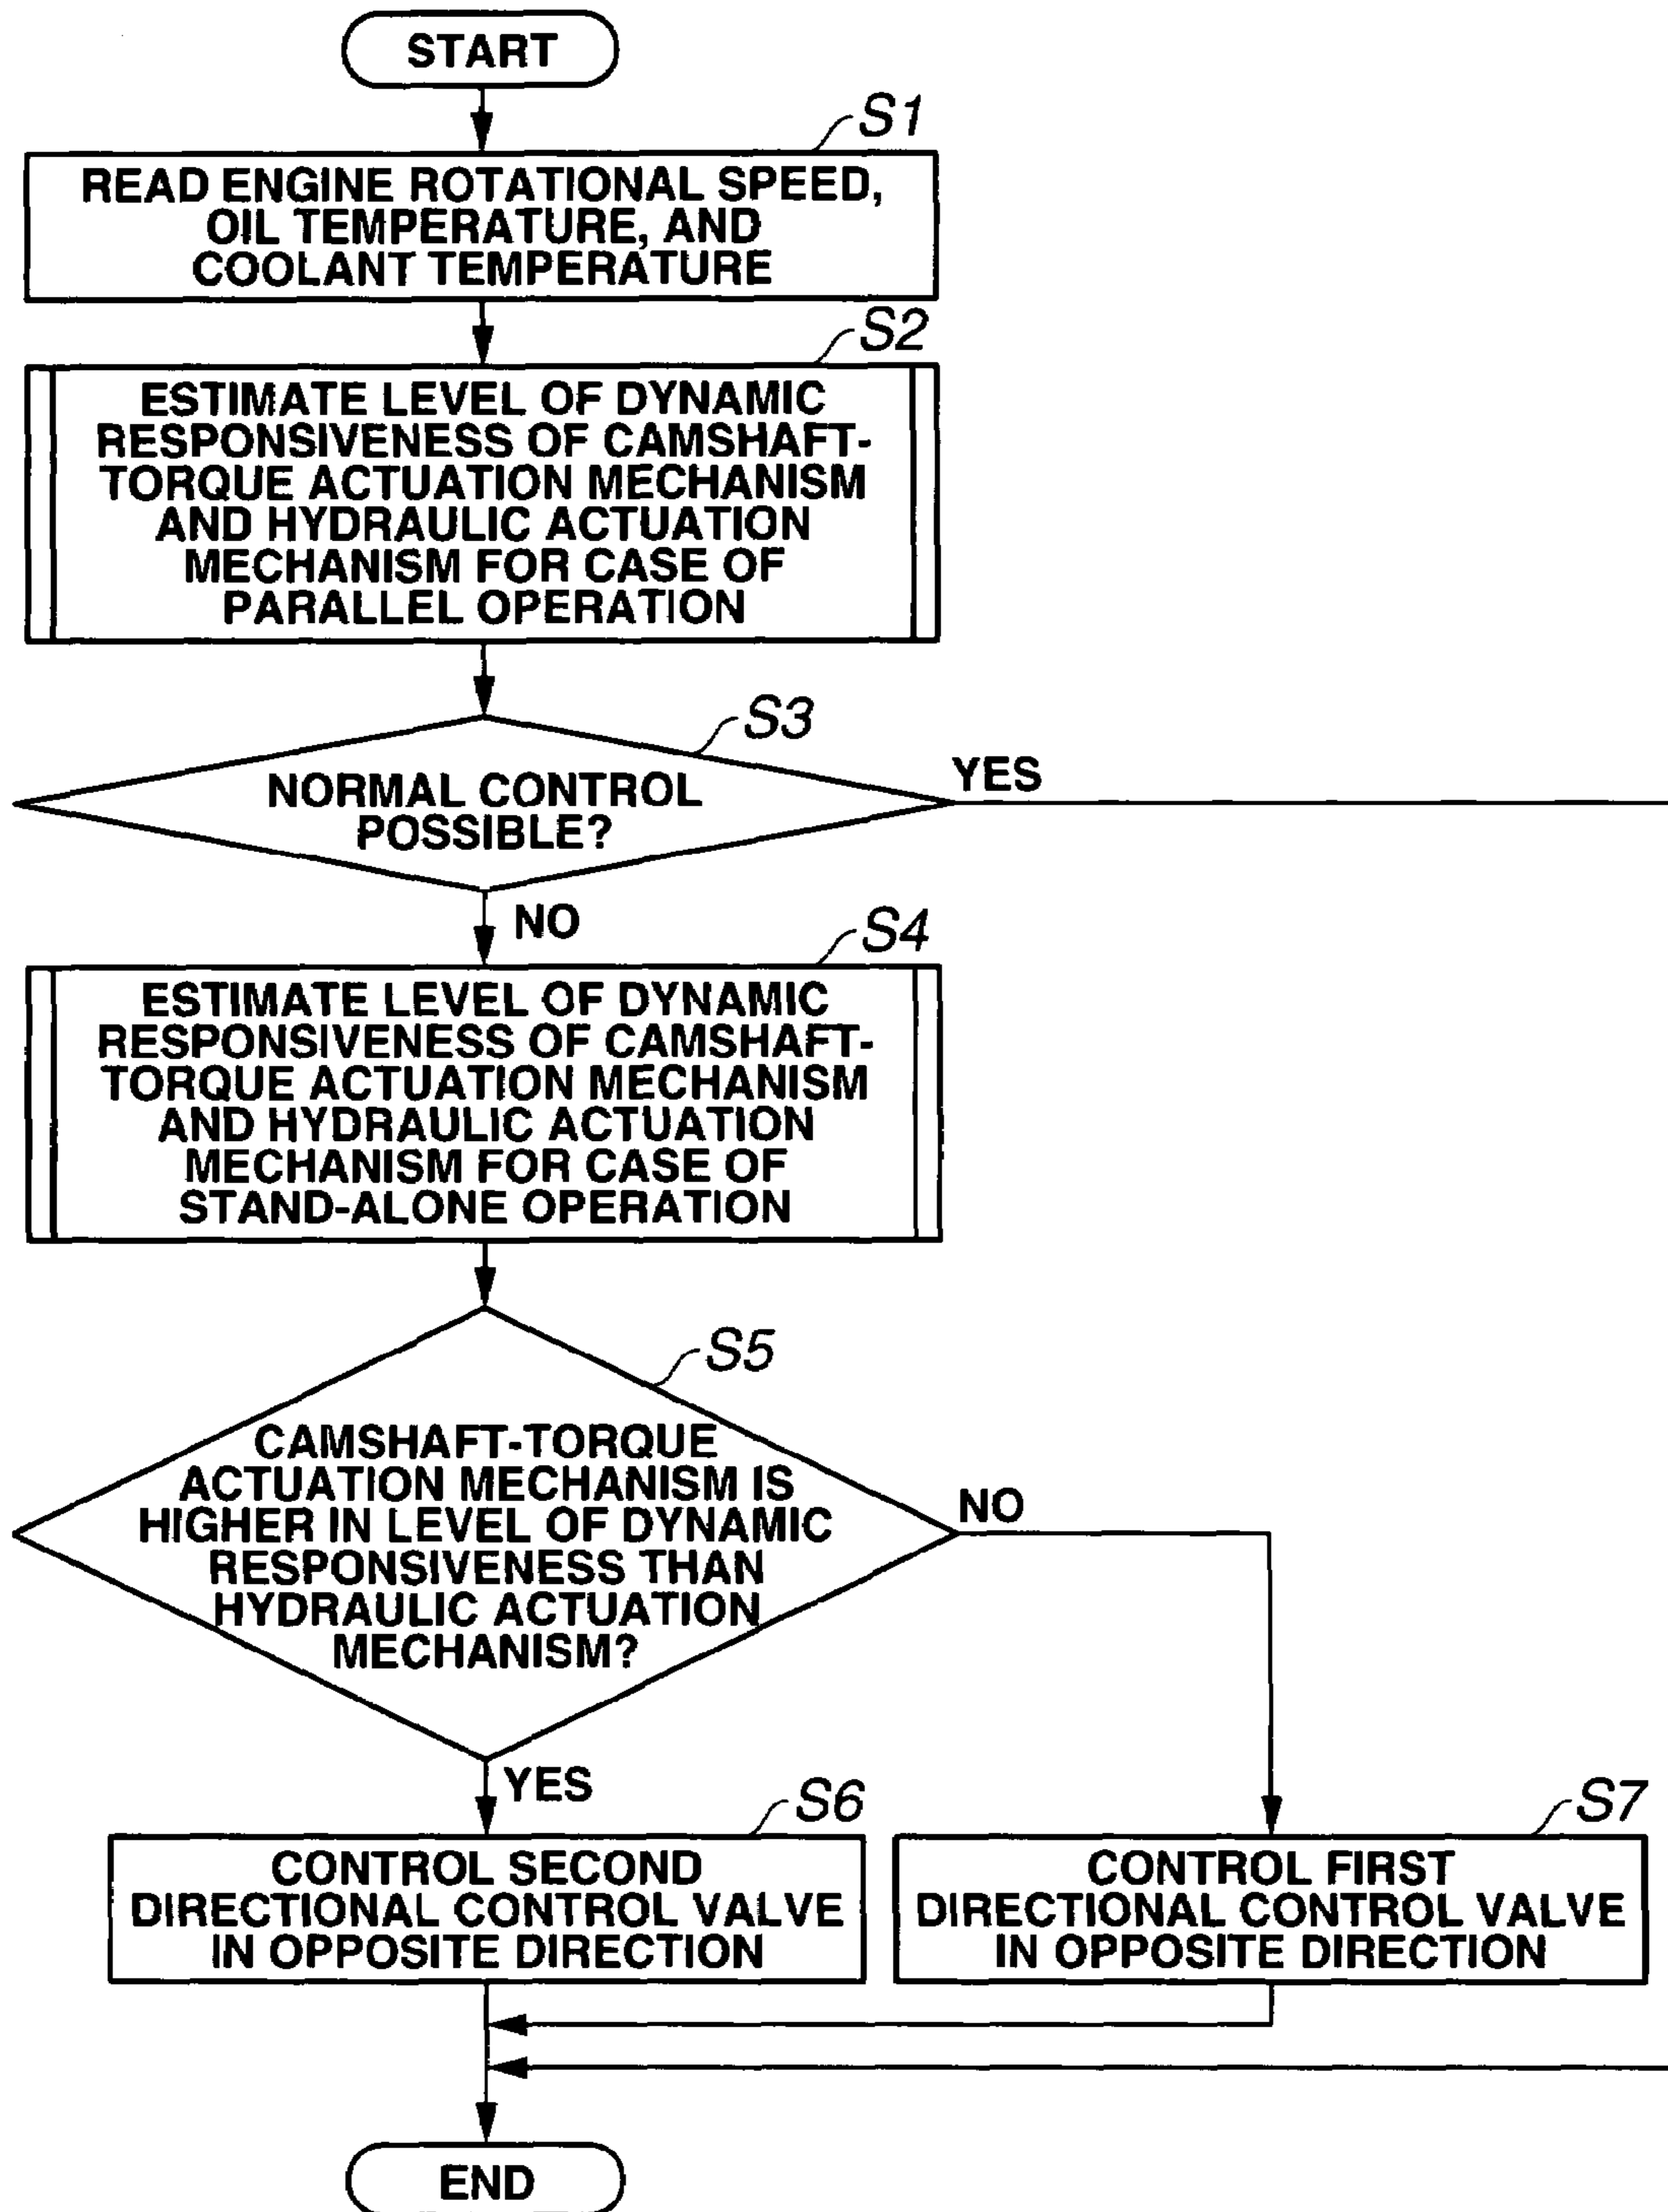 START
S1
READ ENGINE ROTATIONAL SPEED,
OIL TEMPERATURE, AND
COOLANT TEMPERATURE
S2
ESTIMATE LEVEL OF DYNAMIC
RESPONSIVENESS OF CAMSHAFT-
TORQUE ACTUATION MECHANISM
AND HYDRAULIC ACTUATION
MECHANISM FOR CASE OF
PARALLEL OPERATION
S3
NORMAL CONTROL
POSSIBLE?
YES
NO
S4
ESTIMATE LEVEL OF DYNAMIC
RESPONSIVENESS OF CAMSHAFT-
TORQUE ACTUATION MECHANISM
AND HYDRAULIC ACTUATION
MECHANISM FOR CASE OF
STAND-ALONE OPERATION
S5
CAMSHAFT-TORQUE
ACTUATION MECHANISM IS
HIGHER IN LEVEL OF DYNAMIC
RESPONSIVENESS THAN
HYDRAULIC ACTUATION
MECHANISM?
NO
YES
S6
CONTROL SECOND
DIRECTIONAL CONTROL VALVE
IN OPPOSITE DIRECTION
S7
CONTROL FIRST
DIRECTIONAL CONTROL VALVE
IN OPPOSITE DIRECTION
END